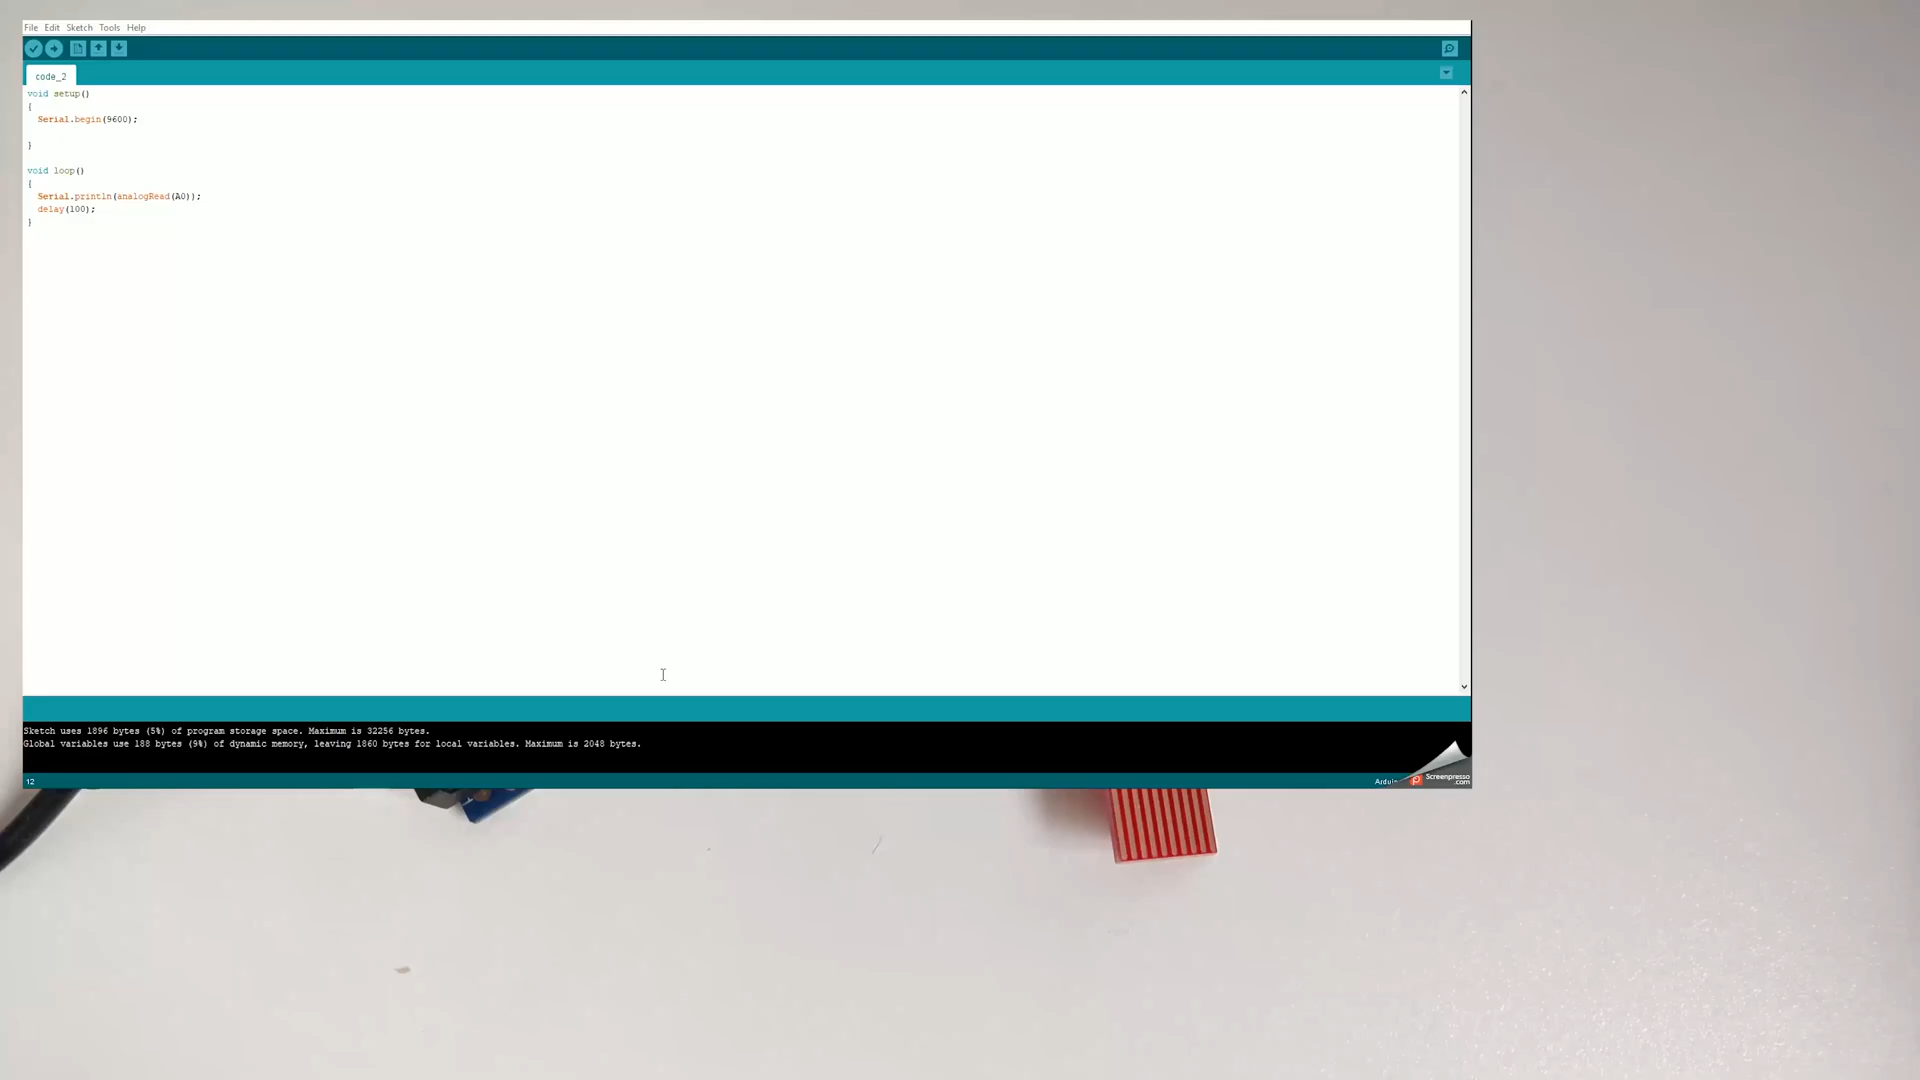 File Edit Sketch Tools Help
code_2
void setup()
{
Serial.begin(9600);
}
void loop()
{
Serial.println(analogRead(A0));
delay(100);
}
Sketch uses 1896 bytes (5%) of program storage space. Maximum is 32256 bytes.
Global variables use 188 bytes (9%) of dynamic memory, leaving 1860 bytes for local variables. Maximum is 2048 bytes.
12
Screenpresso
.com